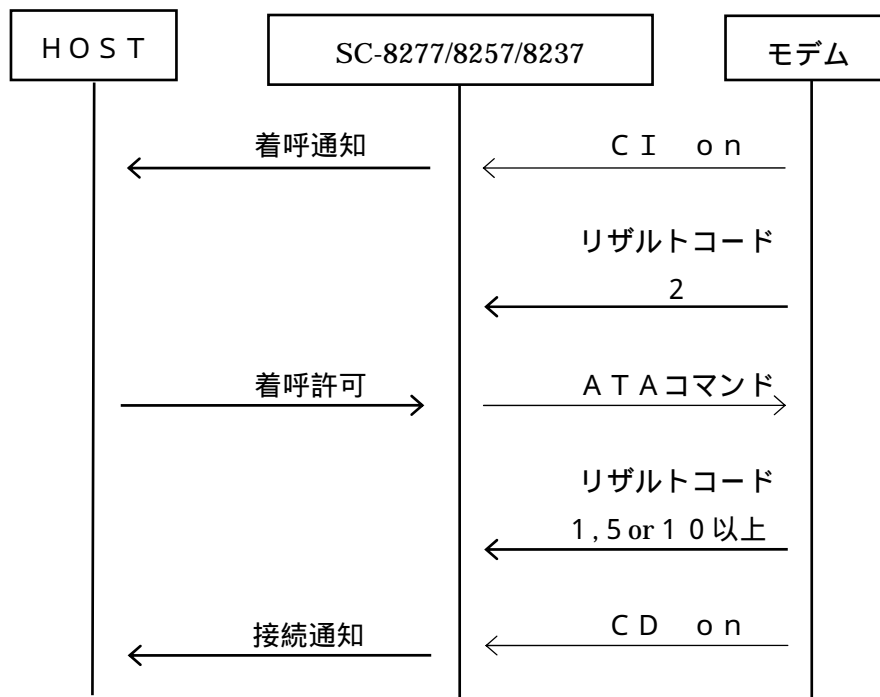 ＨＯＳＴ
SC-8277/8257/8237
モデム
着呼通知
ＣＩ　ｏｎ
リザルトコード
２
着呼許可
ＡＴＡコマンド
リザルトコード
１,５or１０以上
接続通知
ＣＤ　ｏｎ